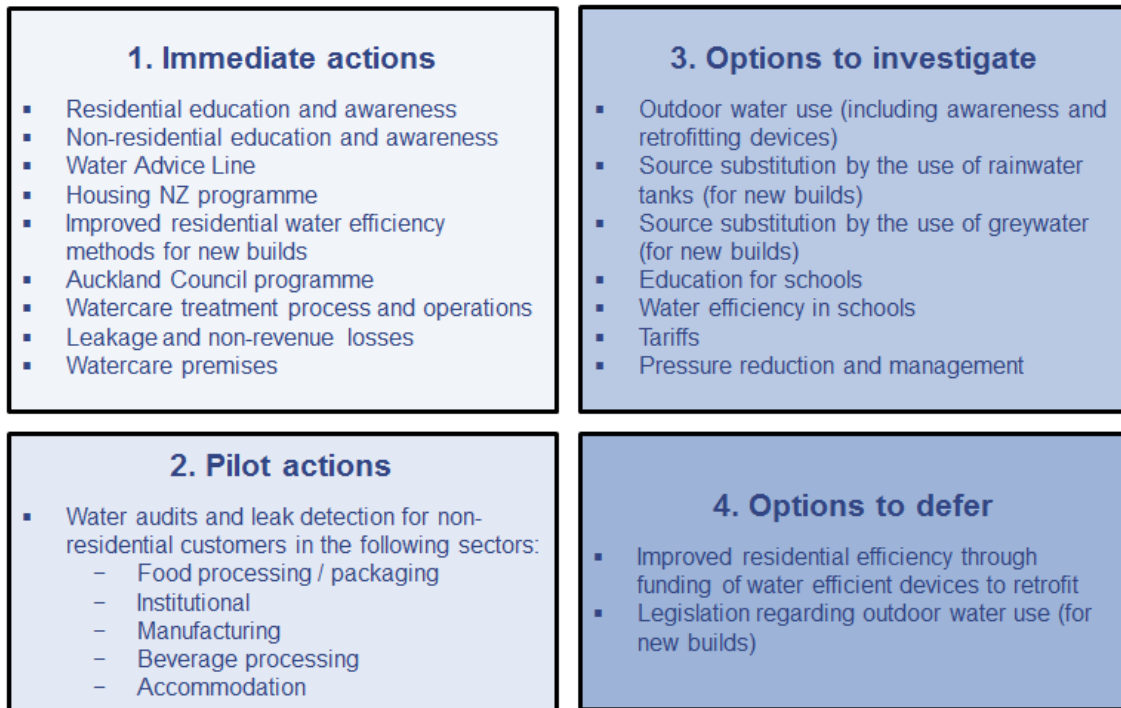 1. Immediate actions
▪ Residential education and awareness
▪ Non-residential education and awareness
▪ Water Advice Line
▪ Housing NZ programme
▪ Improved residential water efficiency
methods for new builds
▪ Auckland Council programme
▪ Watercare treatment process and operations
▪ Leakage and non-revenue losses
▪ Watercare premises
2. Pilot actions
▪ Water audits and leak detection for non-
residential customers in the following sectors:
– Food processing / packaging
– Institutional
– Manufacturing
– Beverage processing
– Accommodation
3. Options to investigate
▪ Outdoor water use (including awareness and
retrofitting devices)
▪ Source substitution by the use of rainwater
tanks (for new builds)
▪ Source substitution by the use of greywater
(for new builds)
▪ Education for schools
▪ Water efficiency in schools
▪ Tariffs
▪ Pressure reduction and management
4. Options to defer
▪ Improved residential efficiency through
funding of water efficient devices to retrofit
▪ Legislation regarding outdoor water use (for
new builds)